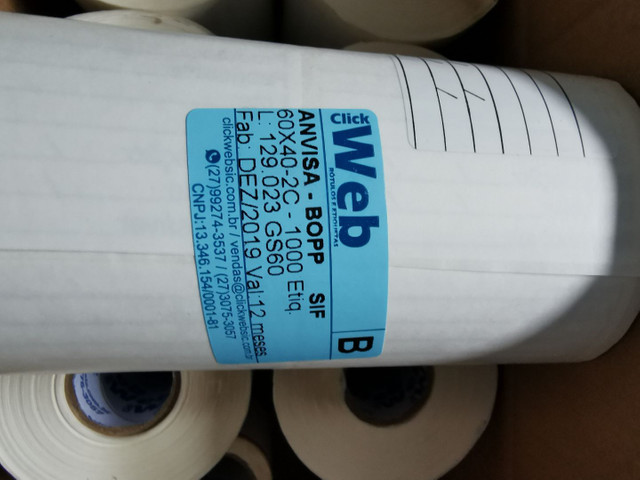 Click
Web
RÓTULOS E ETIQUETAS
B
ANVISA - BOPP SIF
60X40-2C - 1000 Etiq.
L: 129.023 GS60
Fab: DEZ/2019 Val:12 meses
clickwebsic.com.br / vendas@clickwebsic.com.br
(27)99274-3537 / (27)3075-3057
CNPJ:13.346.154/0001-81